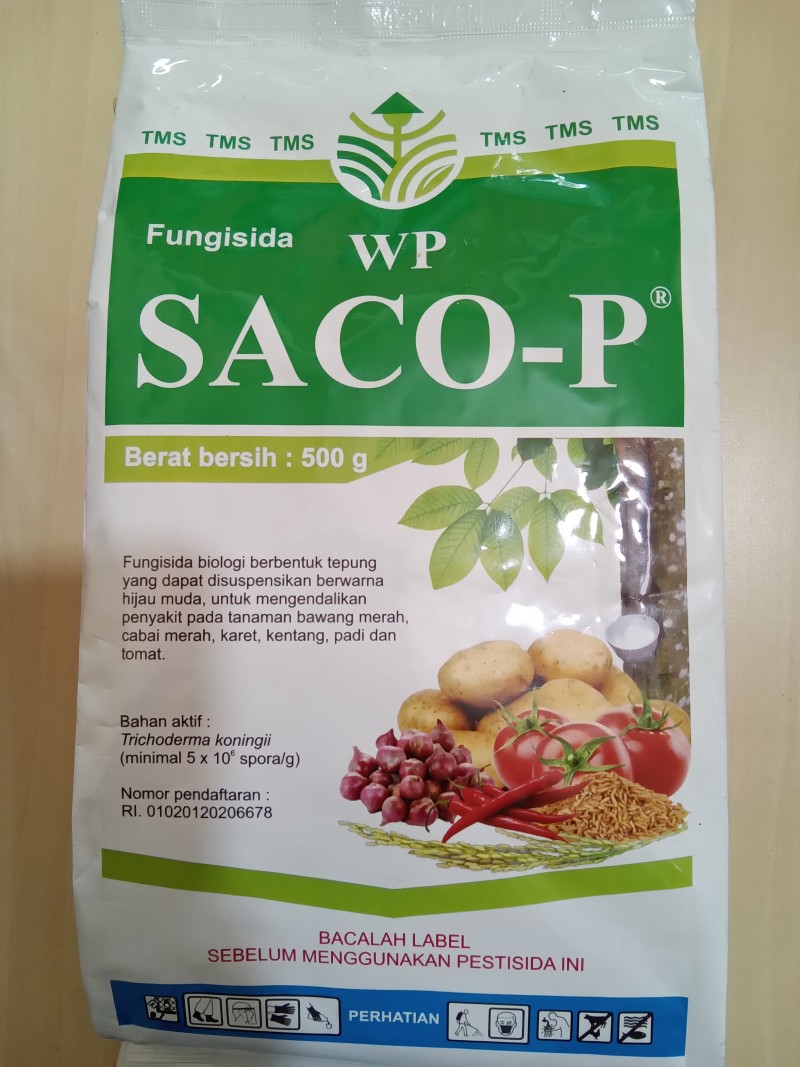 TMS TMS TMS TMS TMS TMS
Fungisida WP
SACO-P®
Berat bersih : 500 g
Fungisida biologi berbentuk tepung
yang dapat disuspensikan berwarna
hijau muda, untuk mengendalikan
penyakit pada tanaman bawang merah,
cabai merah, karet, kentang, padi dan
tomat.
Bahan aktif :
Trichoderma koningii
(minimal 5 x 10⁶ spora/g)
Nomor pendaftaran :
RI. 01020120206678
BACALAH LABEL
SEBELUM MENGGUNAKAN PESTISIDA INI
PERHATIAN